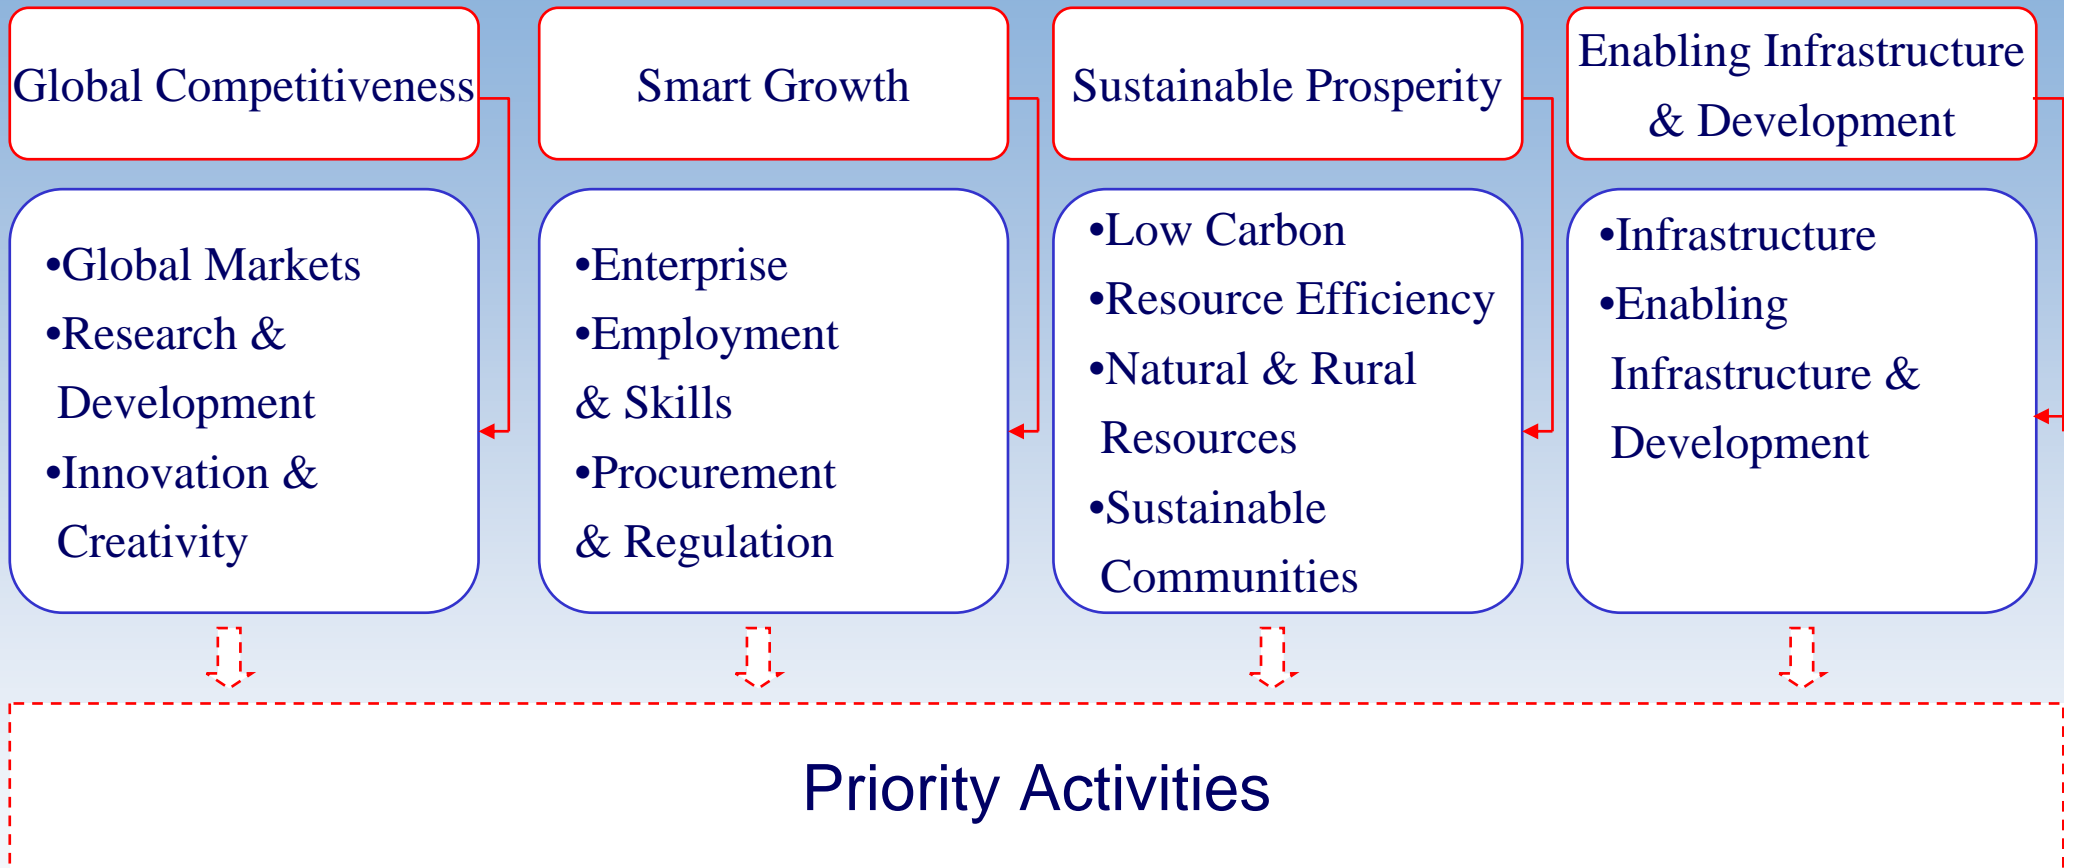 Global Competitiveness
Smart Growth
Sustainable Prosperity
Enabling Infrastructure
& Development
•Global Markets
•Research &
Development
•Innovation &
Creativity
•Enterprise
•Employment
& Skills
•Procurement
& Regulation
•Low Carbon
•Resource Efficiency
•Natural & Rural
Resources
•Sustainable
Communities
•Infrastructure
•Enabling
Infrastructure &
Development
Priority Activities